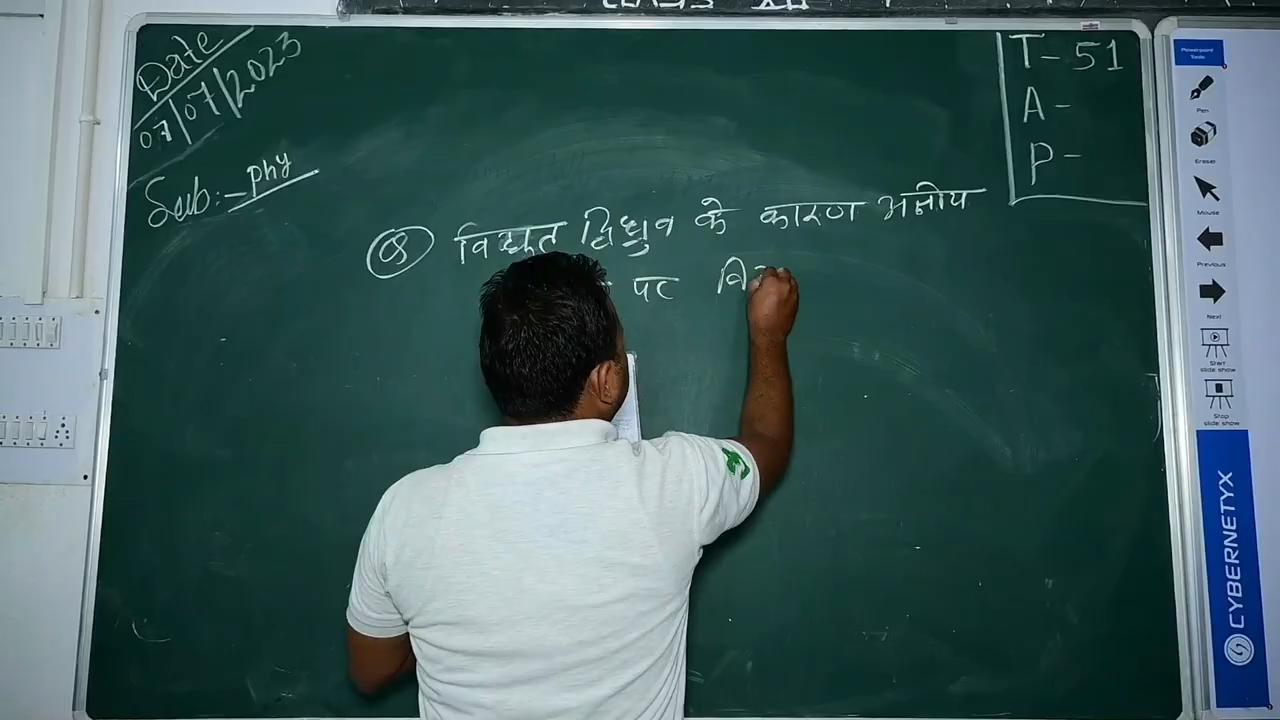 Date
07/07/2023
Sub:- phy
T- 51
A-
P-
Q विद्युत द्विध्रुव के कारण अक्षीय
पर वि
Powerpoint Tools
Pen
Eraser
Mouse
Previous
Next
Start slide show
Stop slide show
CYBERNETYX